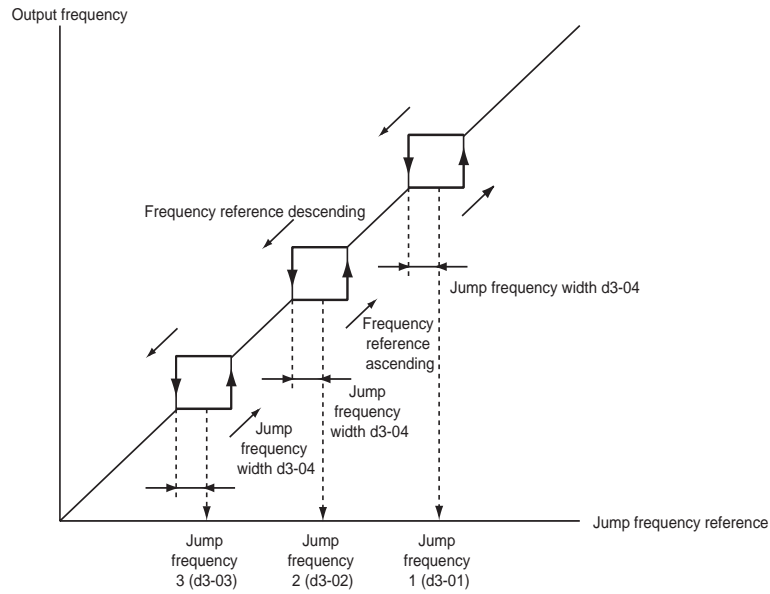 Output frequency
Frequency reference descending
Jump frequency width d3-04
Frequency
reference
ascending
Jump
frequency
width d3-04
Jump
frequency
width d3-04
Jump frequency reference
Jump
frequency
3 (d3-03)
Jump
frequency
2 (d3-02)
Jump
frequency
1 (d3-01)